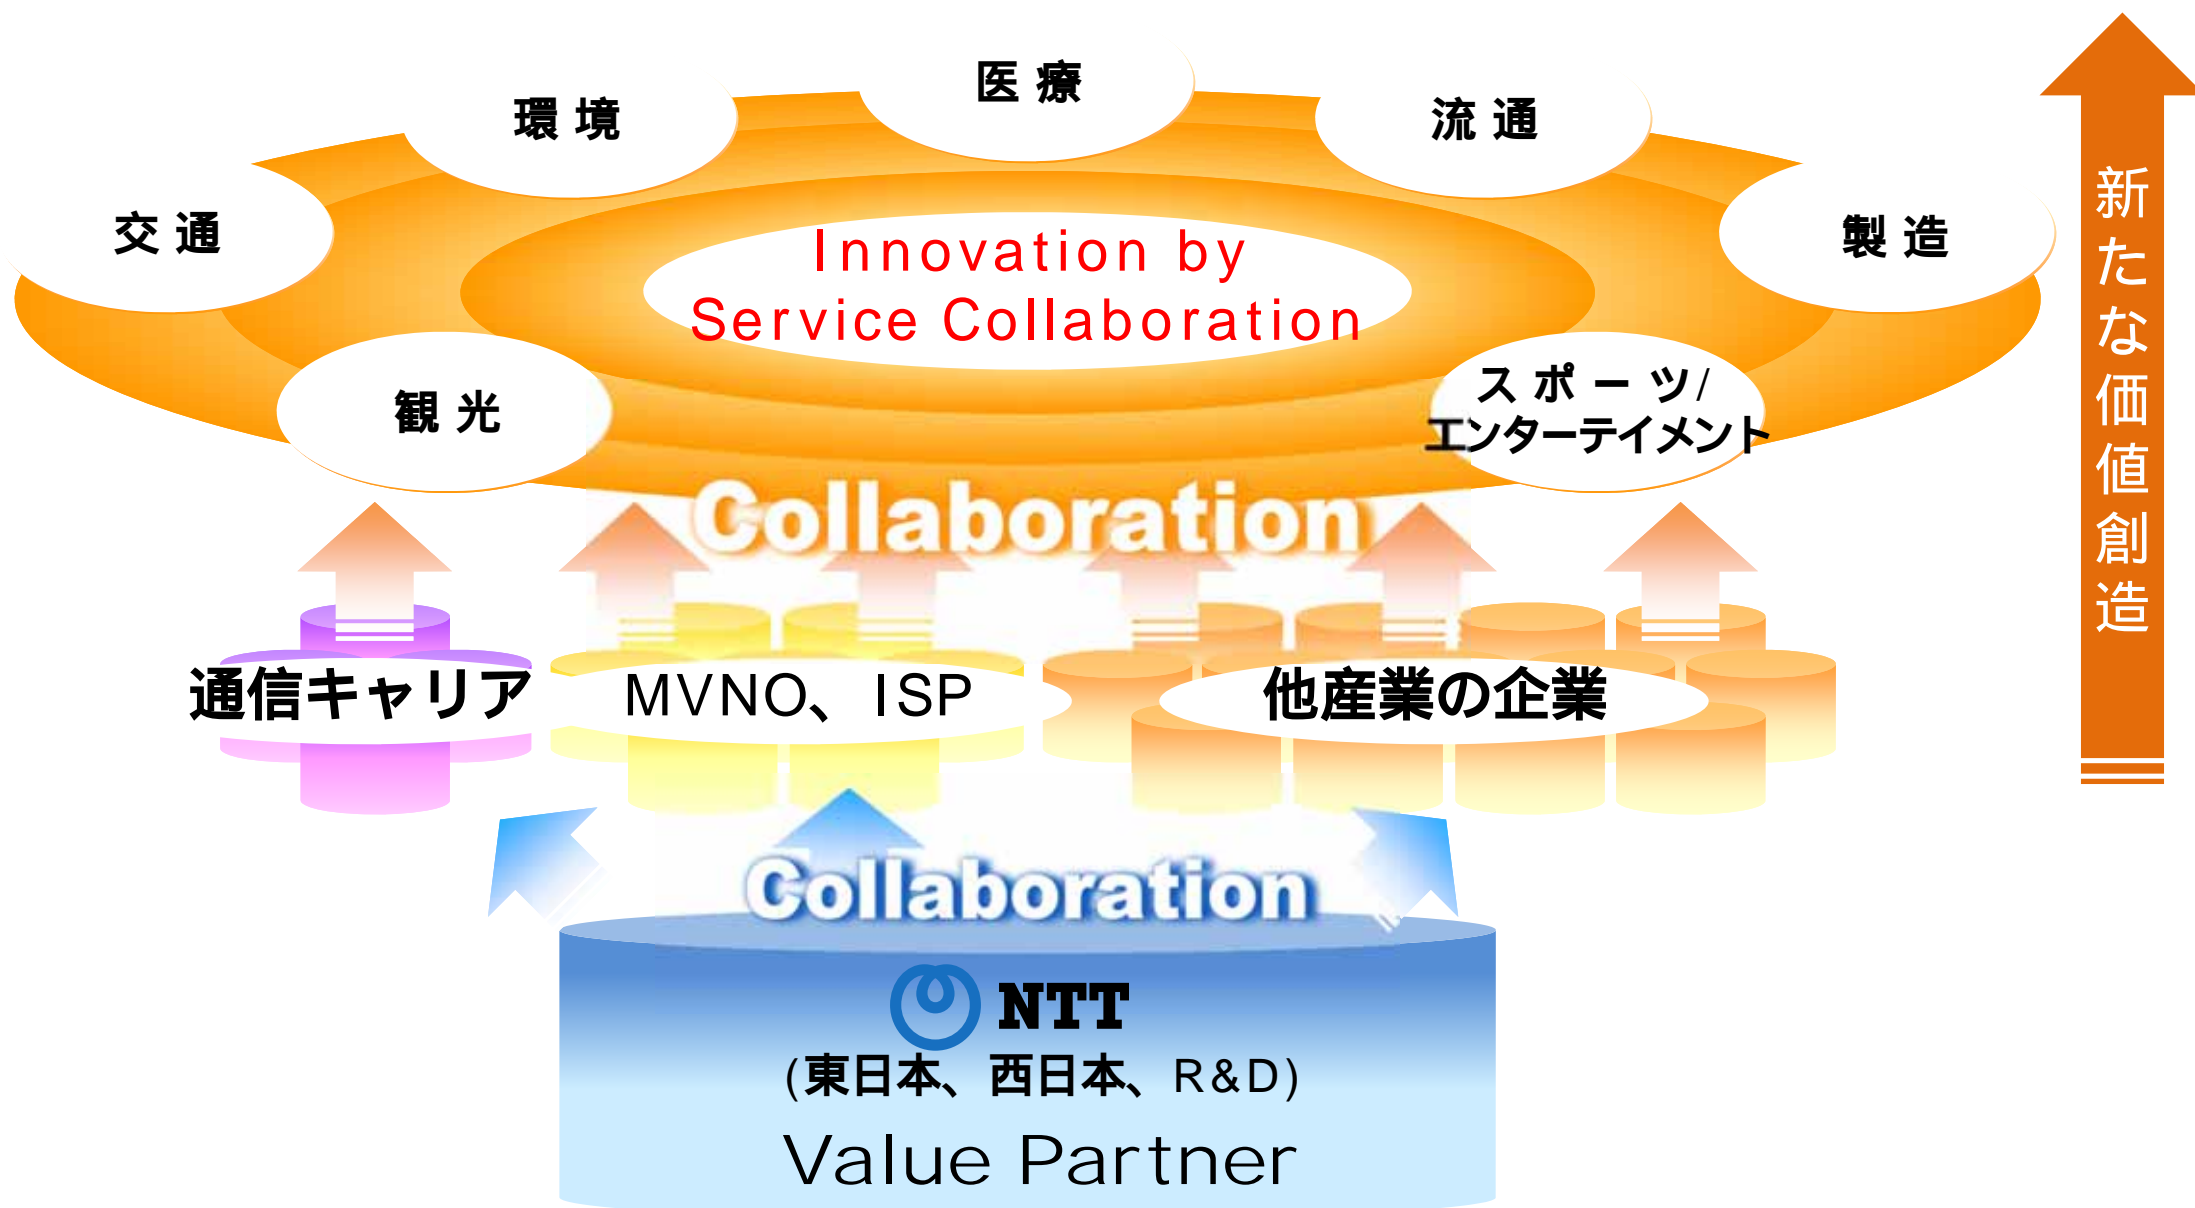 医療
環境
流通
交通
製造
Innovation by
Service Collaboration
観光
スポーツ/
エンターテイメント
Collaboration
通信キャリア
MVNO、ISP
他産業の企業
Collaboration
NTT
(東日本、西日本、R&D)
Value Partner
新たな価値創造